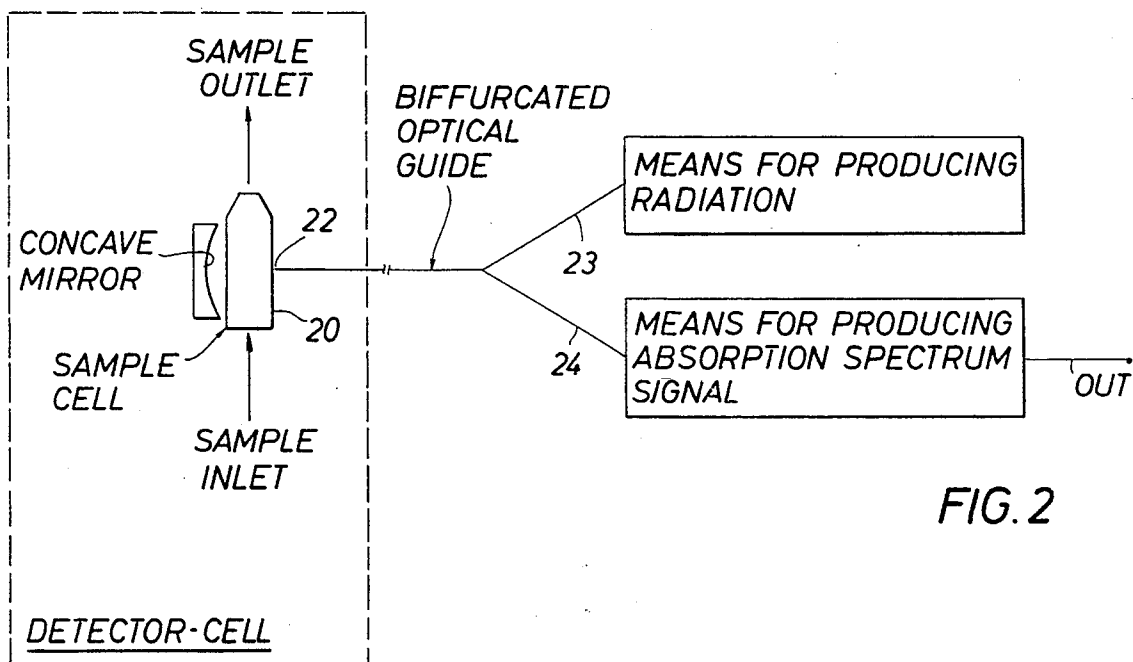 SAMPLE
OUTLET
BIFFURCATED
OPTICAL
GUIDE
MEANS FOR PRODUCING
RADIATION
22
CONCAVE
MIRROR
23
20
MEANS FOR PRODUCING
ABSORPTION SPECTRUM
SIGNAL
24
OUT
SAMPLE
CELL
SAMPLE
INLET
FIG. 2
DETECTOR-CELL